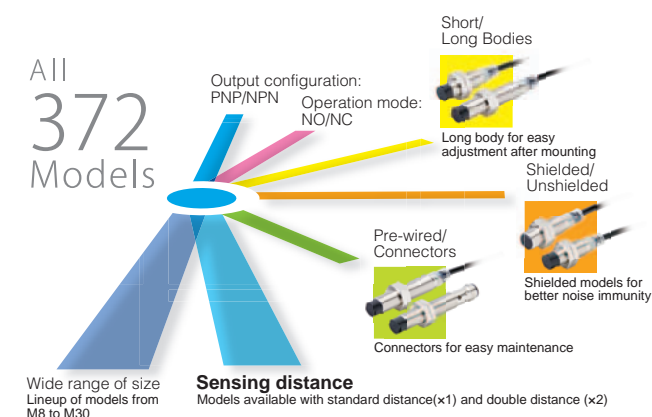 All
372
Models
Output configuration:
PNP/NPN
Operation mode:
NO/NC
Short/
Long Bodies
Long body for easy
adjustment after mounting
Shielded/
Unshielded
Shielded models for
better noise immunity
Pre-wired/
Connectors
Connectors for easy maintenance
Wide range of size
Lineup of models from
M8 to M30
Sensing distance
Models available with standard distance(×1) and double distance (×2)